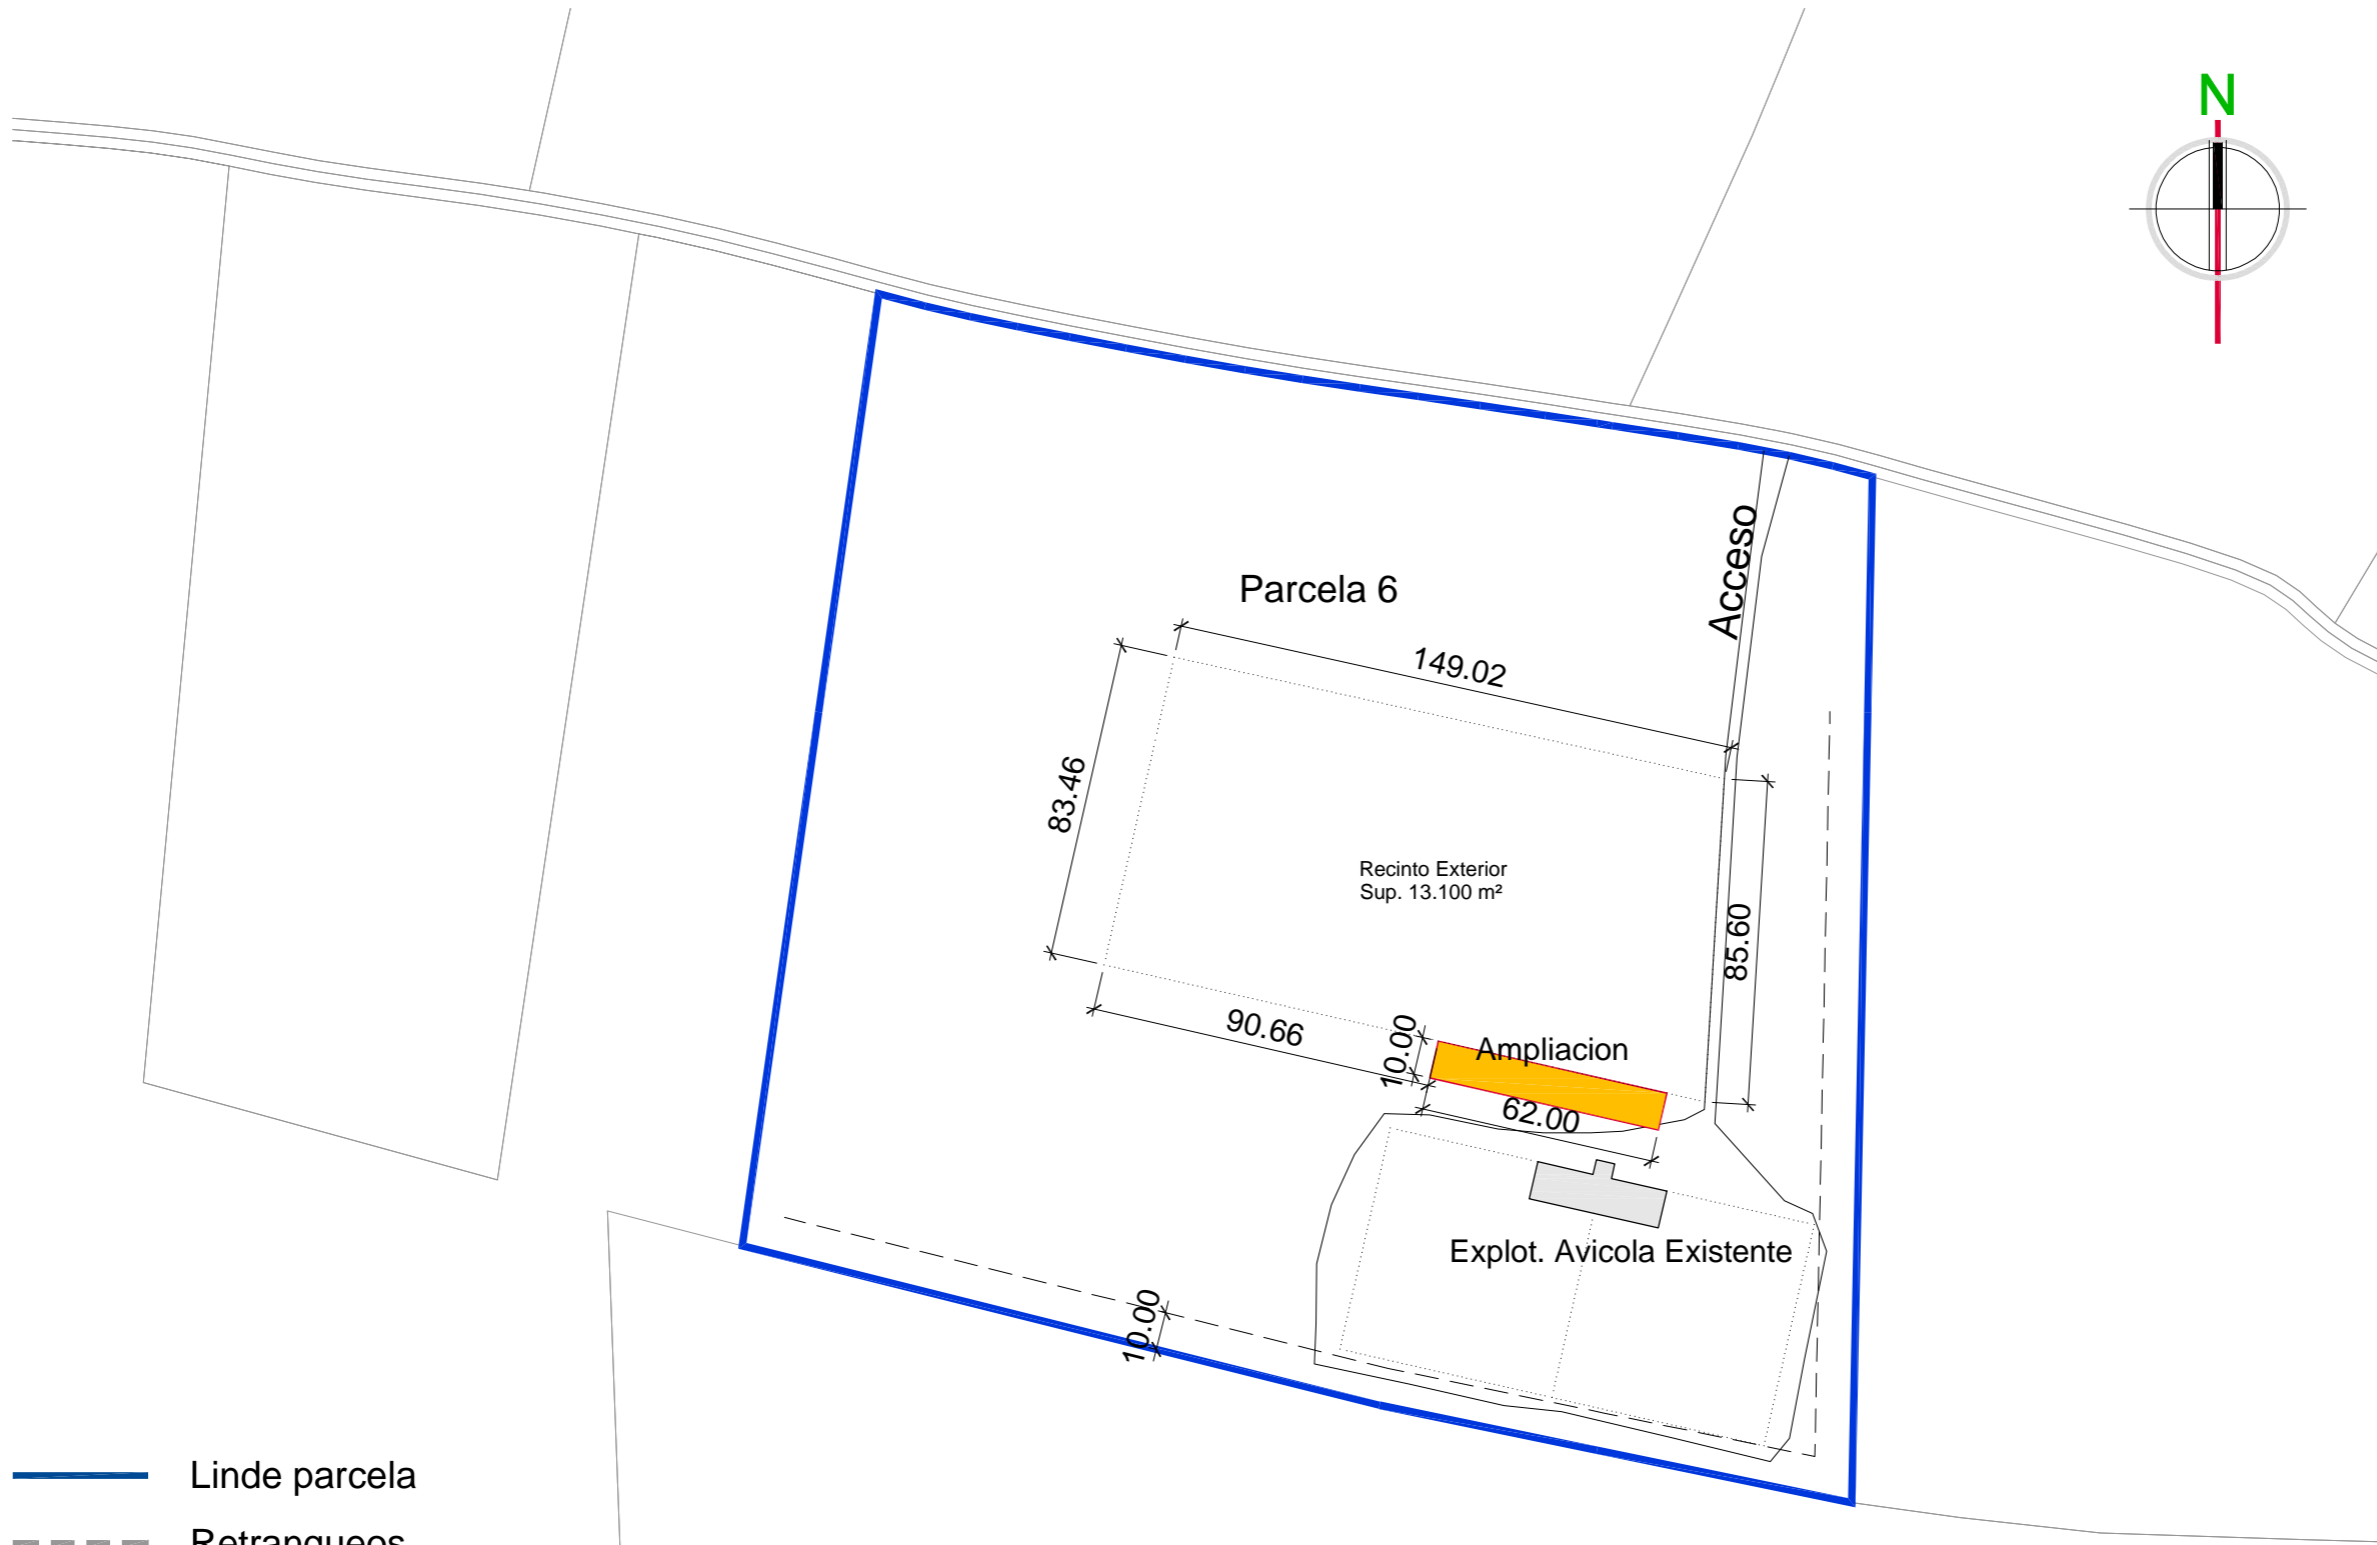 N
Acceso
Parcela 6
149.02
83.46
Recinto Exterior
Sup. 13.100 m²
85.60
90.66
10.00
Ampliacion
62.00
Explot. Avicola Existente
10.00
Linde parcela
Retranqueos